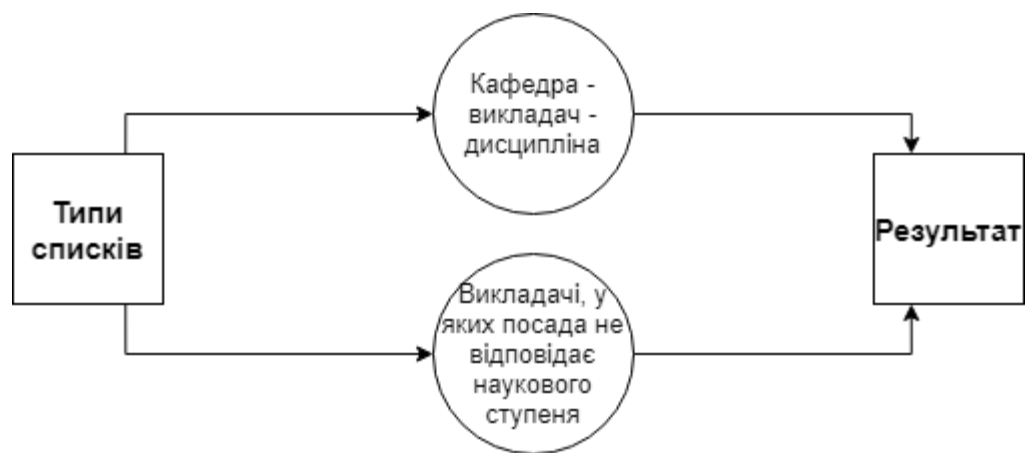 Кафедра -
викладач -
дисципліна
Типи
списків
Результат
Викладачі, у
яких посада не
відповідає
наукового
ступеня